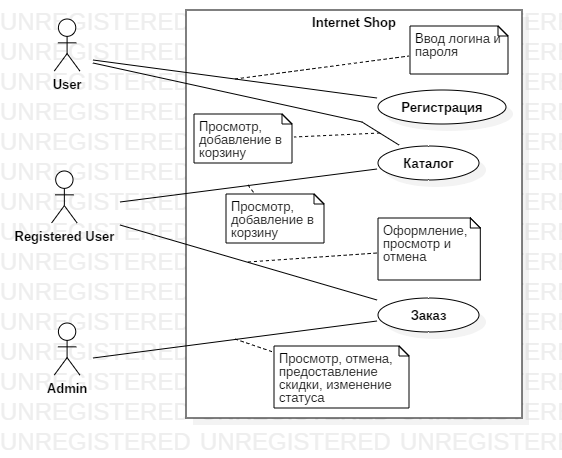 Internet Shop
Ввод логина и
пароля
User
Регистрация
Просмотр,
добавление в
корзину
Каталог
Registered User
Просмотр,
добавление в
корзину
Оформление,
просмотр и
отмена
Заказ
Admin
Просмотр, отмена,
предоставление
скидки, изменение
статуса
UNREGISTERED UNREGISTERED UNREGISTERED